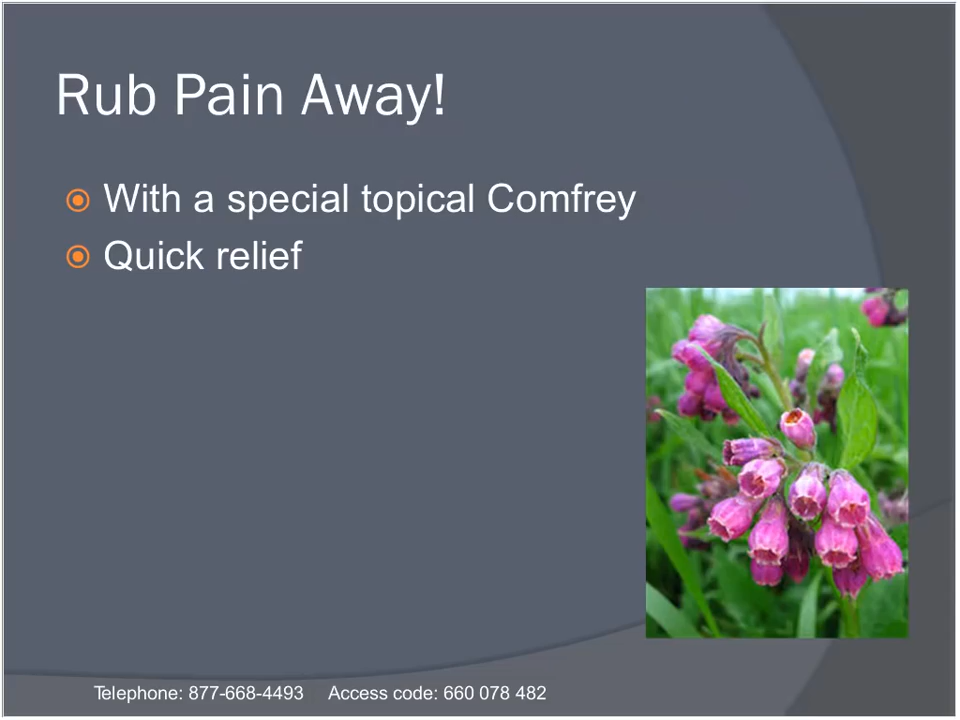 Rub Pain Away!
With a special topical Comfrey
Quick relief
Telephone: 877-668-4493 Access code: 660 078 482